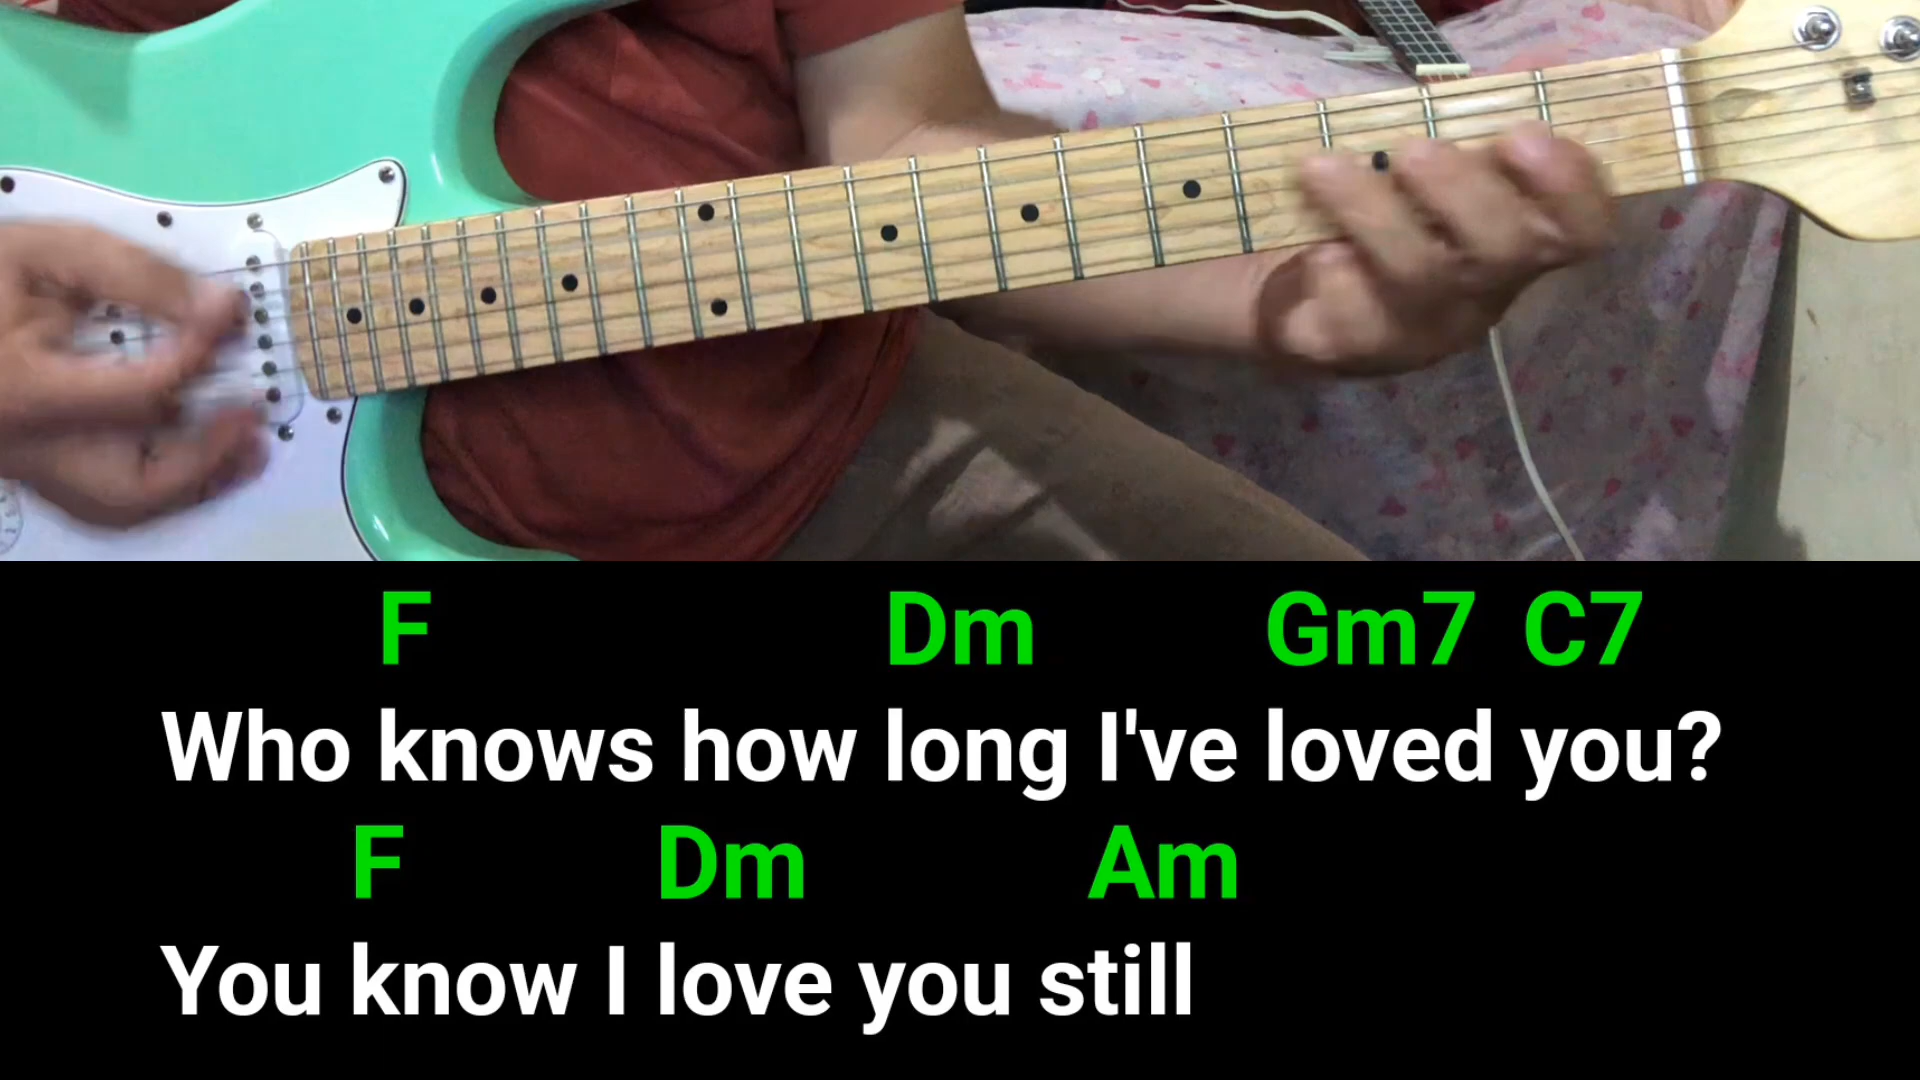 F Dm Gm7 C7
Who knows how long I've loved you?
F Dm Am
You know I love you still